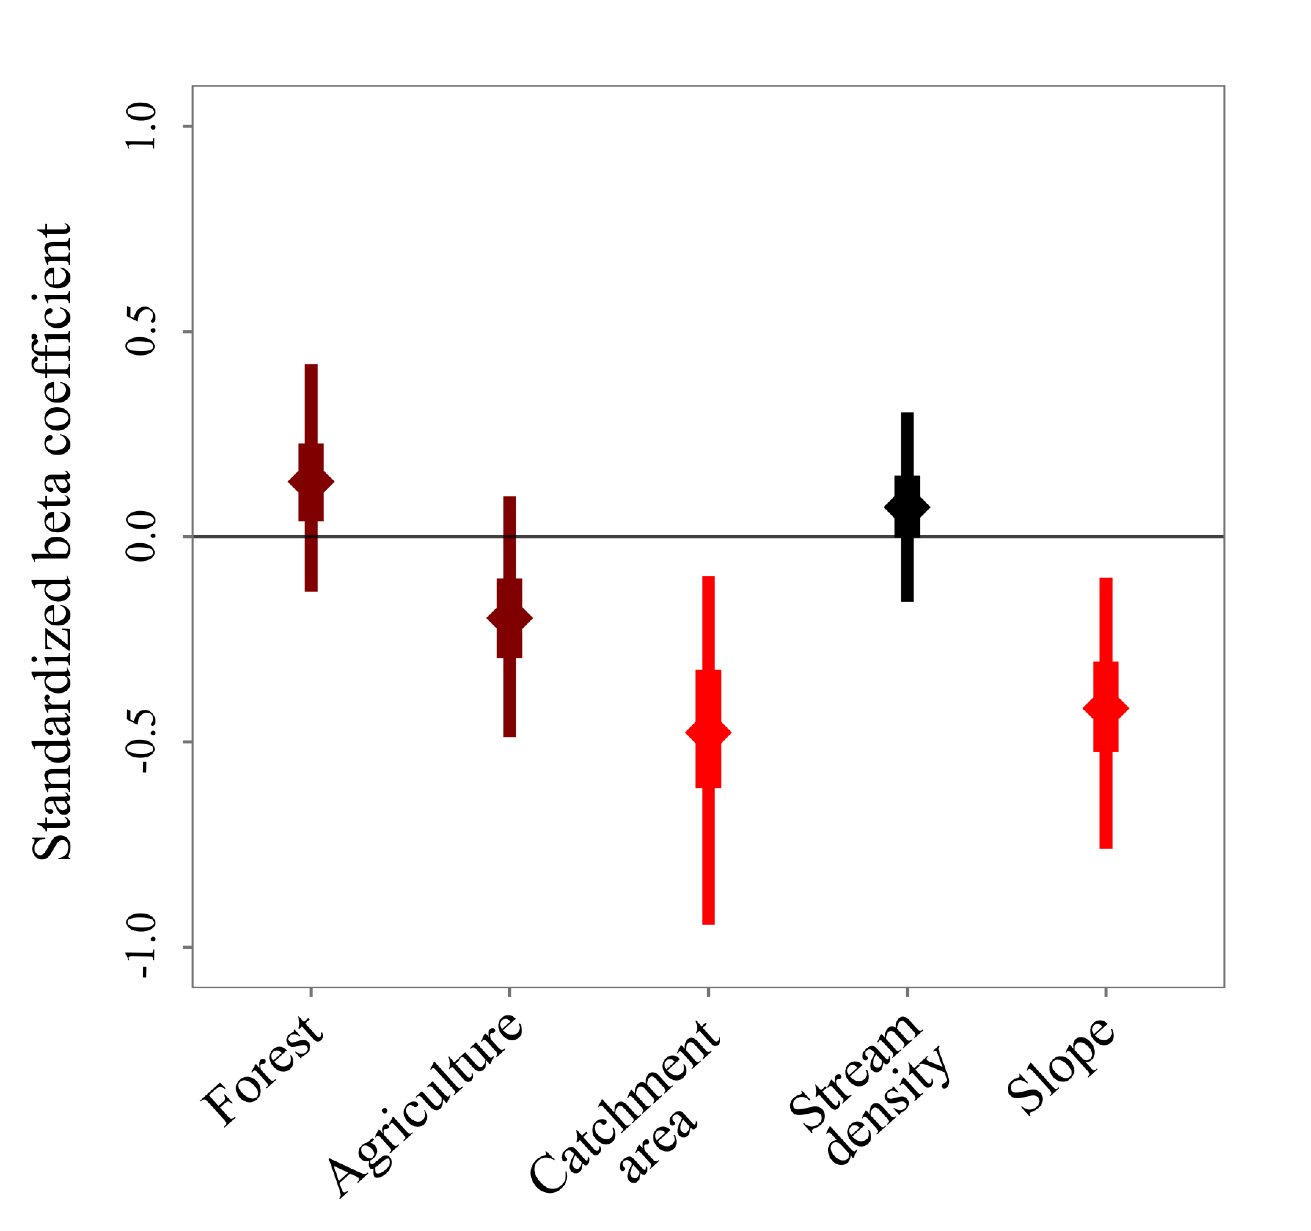 Standardized beta coefficient
1.0
0.5
0.0
-0.5
-1.0
Forest
Agriculture
Catchment
area
Stream
density
Slope